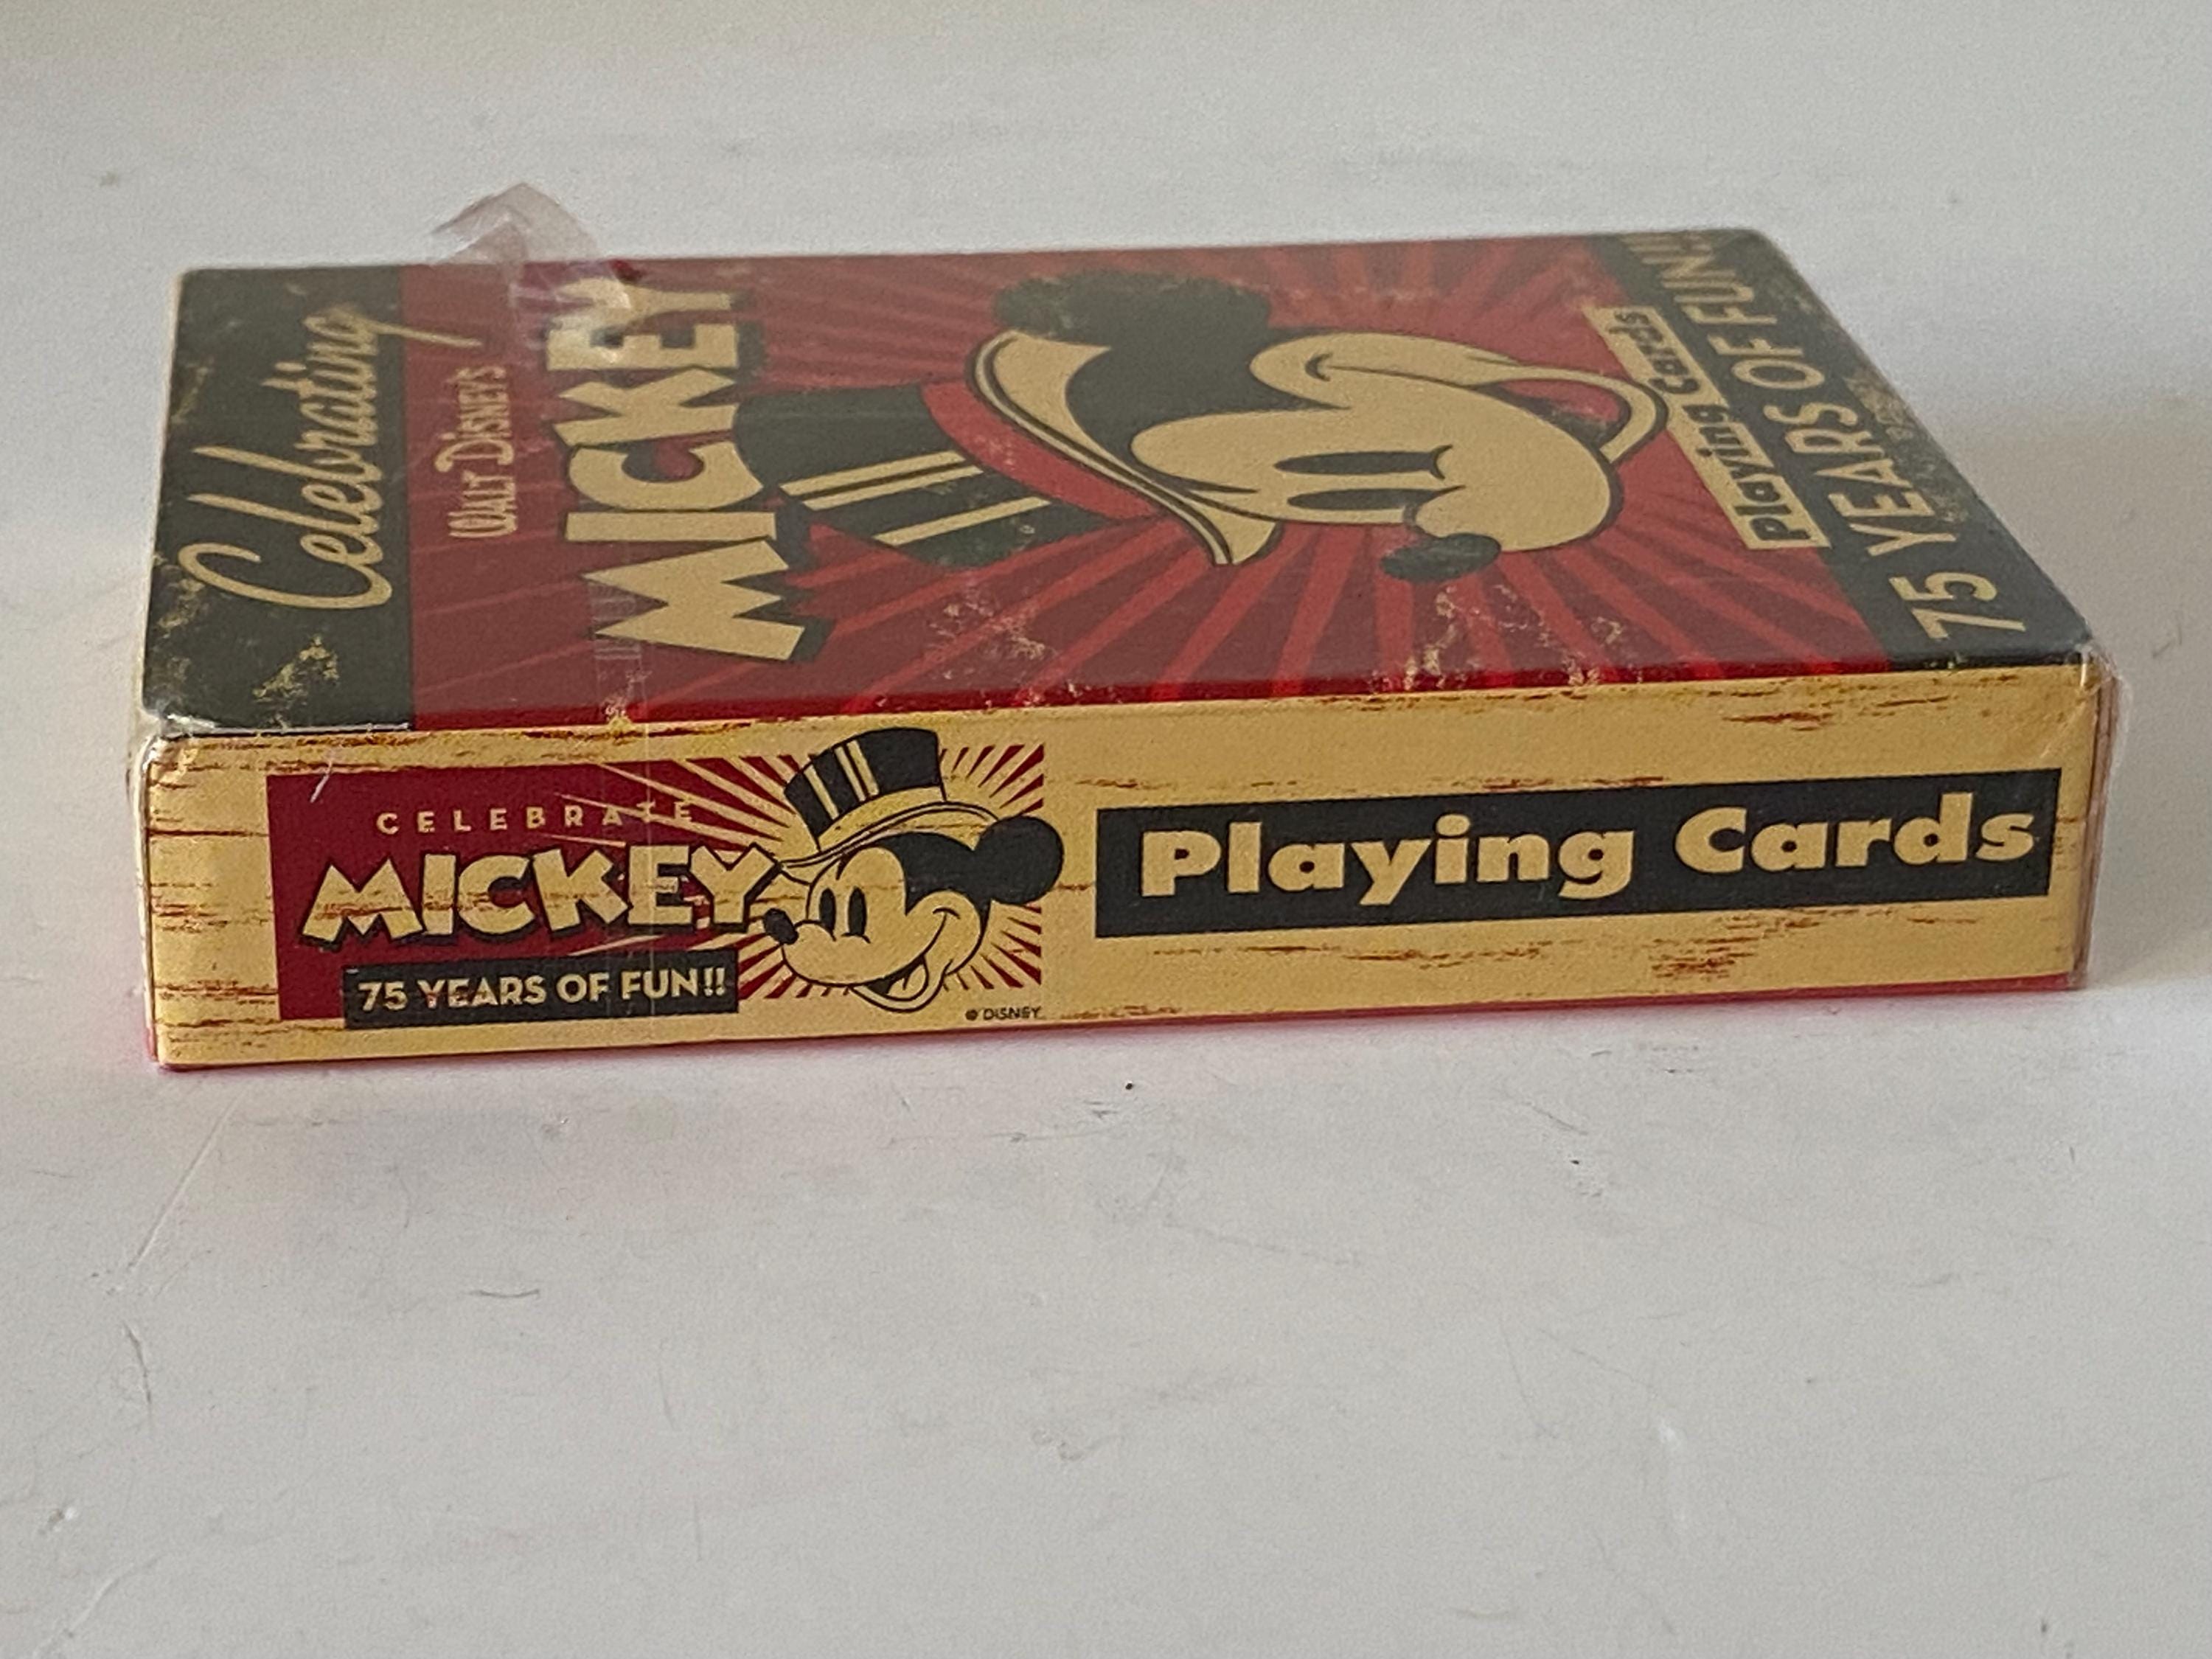 Celebrating
WALT DISNEY'S
MICKEY
Playing Cards
75 YEARS OF FUN!!
CELEBRATE
MICKEY
75 YEARS OF FUN!!
© DISNEY
Playing Cards